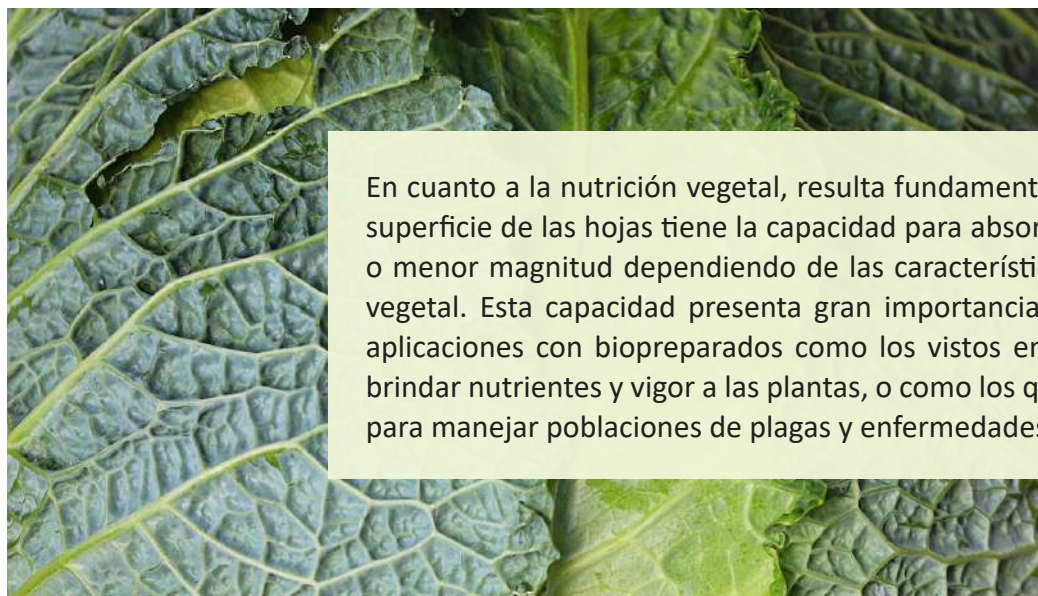 En cuanto a la nutrición vegetal, resulta fundament
superficie de las hojas tiene la capacidad para absor
o menor magnitud dependiendo de las característi
vegetal. Esta capacidad presenta gran importancia
aplicaciones con biopreparados como los vistos en
brindar nutrientes y vigor a las plantas, o como los q
para manejar poblaciones de plagas y enfermedades